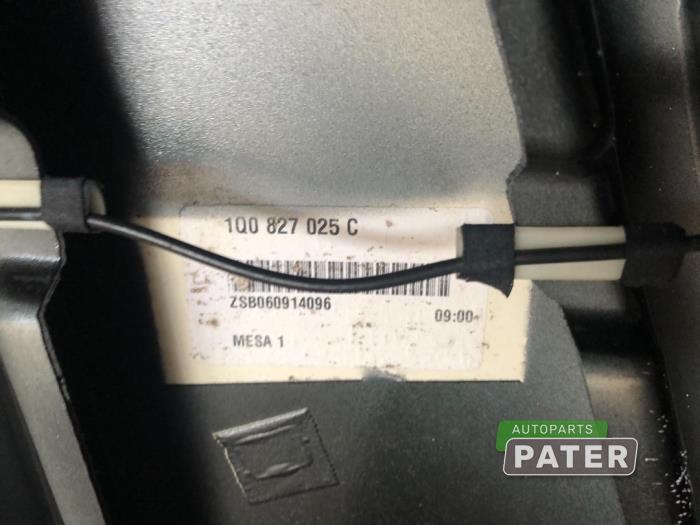 1Q0 827 025 C
ZSB060914096
09:00
MESA 1
AUTOPARTS
PATER